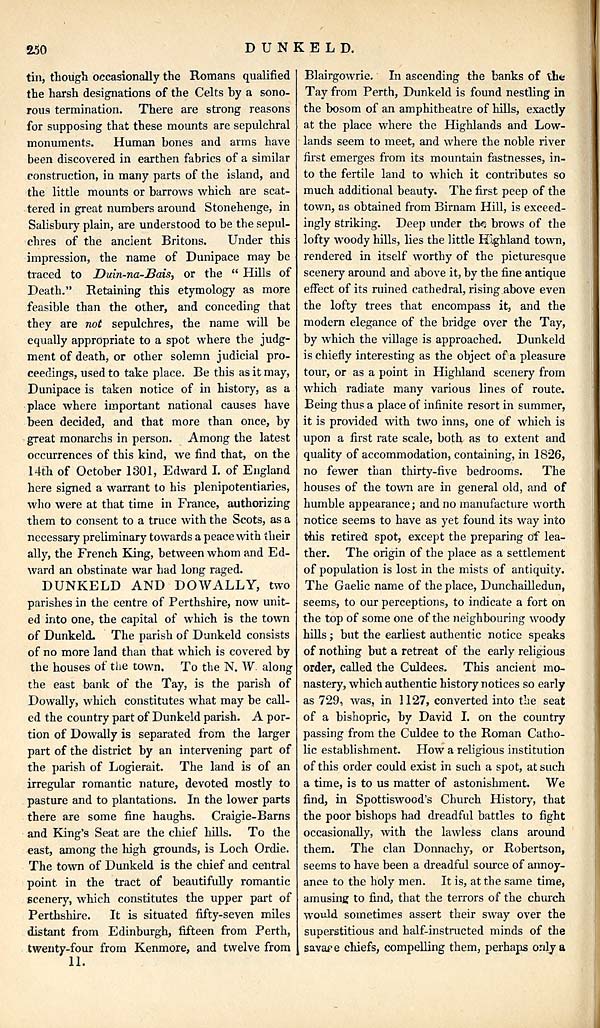 250
DUNKELD.
tin, though occasionally the Romans qualified
the harsh designations of the Celts by a sono-
rous termination. There are strong reasons
for supposing that these mounts are sepulchral
monuments. Human bones and arms have
been discovered in earthen fabrics of a similar
construction, in many parts of the island, and
the little mounts or barrows which are scat-
tered in great numbers around Stonehenge, in
Salisbury plain, are understood to be the sepul-
chres of the ancient Britons. Under this
impression, the name of Dunipace may be
traced to Duin-na-Bais, or the “ Hills of
Death.” Retaining this etymology as more
feasible than the other, and conceding that
they are not sepulchres, the name will be
equally appropriate to a spot where the judg-
ment of death, or other solemn judicial pro-
ceedings, used to take place. Be this as it may,
Dunipace is taken notice of in history, as a
place where important national causes have
been decided, and that more than once, by
great monarchs in person. Among the latest
occurrences of this kind, we find that, on the
14th of October 1301, Edward I. of England
here signed a warrant to his plenipotentiaries,
who were at that time in France, authorizing
them to consent to a truce with the Scots, as a
necessary preliminary towards a peace with their
ally, the French King, between whom and Ed-
ward an obstinate war had long raged.
DUNKELD AND DOWALLY, two
parishes in the centre of Perthshire, now unit-
ed into one, the capital of which is the town
of Dunkeld. The parish of Dunkeld consists
of no more land than that which is covered by
the houses of the town. To the N. W. along
the east bank of the Tay, is the parish of
Dowally, which constitutes what may be call-
ed the country part of Dunkeld parish. A por-
tion of Dowally is separated from the larger
part of the district by an intervening part of
the parish of Logierait. The land is of an
irregular romantic nature, devoted mostly to
pasture and to plantations. In the lower parts
there are some fine haughs. Craigie-Barns
and King's Seat are the chief hills. To the
east, among the high grounds, is Loch Ordie.
The town of Dunkeld is the chief and central
point in the tract of beautifully romantic
scenery, which constitutes the upper part of
Perthshire. It is situated fifty-seven miles
distant from Edinburgh, fifteen from Perth,
twenty-four from Kenmore, and twelve from
11.
Blairgowrie. In ascending the banks of the
Tay from Perth, Dunkeld is found nestling in
the bosom of an amphitheatre of hills, exactly
at the place where the Highlands and Low-
lands seem to meet, and where the noble river
first emerges from its mountain fastnesses, in-
to the fertile land to which it contributes so
much additional beauty. The first peep of the
town, as obtained from Birnam Hill, is exceed-
ingly striking. Deep under the brows of the
lofty woody hills, lies the little Highland town,
rendered in itself worthy of the picturesque
scenery around and above it, by the fine antique
effect of its ruined cathedral, rising above even
the lofty trees that encompass it, and the
modern elegance of the bridge over the Tay,
by which the village is approached. Dunkeld
is chiefly interesting as the object of a pleasure
tour, or as a point in Highland scenery from
which radiate many various lines of route.
Being thus a place of infinite resort in summer,
it is provided with two inns, one of which is
upon a first rate scale, both as to extent and
quality of accommodation, containing, in 1826,
no fewer than thirty-five bedrooms. The
houses of the town are in general old, and of
humble appearance; and no manufacture worth
notice seems to have as yet found its way into
this retired spot, except the preparing of lea-
ther. The origin of the place as a settlement
of population is lost in the mists of antiquity.
The Gaelic name of the place, Dunchailledun,
seems, to our perceptions, to indicate a fort on
the top of some one of the neighbouring woody
hills; but the earliest authentic notice speaks
of nothing but a retreat of the early religious
order, called the Culdees. This ancient mo-
nastery, which authentic history notices so early
as 729, was, in 1127, converted into the seat
of a bishopric, by David I. on the country
passing from the Culdee to the Roman Catho-
lic establishment. How a religious institution
of this order could exist in such a spot, at such
a time, is to us matter of astonishment. We
find, in Spottiswood's Church History, that
the poor bishops had dreadful battles to fight
occasionally, with the lawless clans around
them. The clan Donnachy, or Robertson,
seems to have been a dreadful source of annoy-
ance to the holy men. It is, at the same time,
amusing to find, that the terrors of the church
would sometimes assert their sway over the
superstitious and half-instructed minds of the
savage chiefs, compelling them, perhaps only a